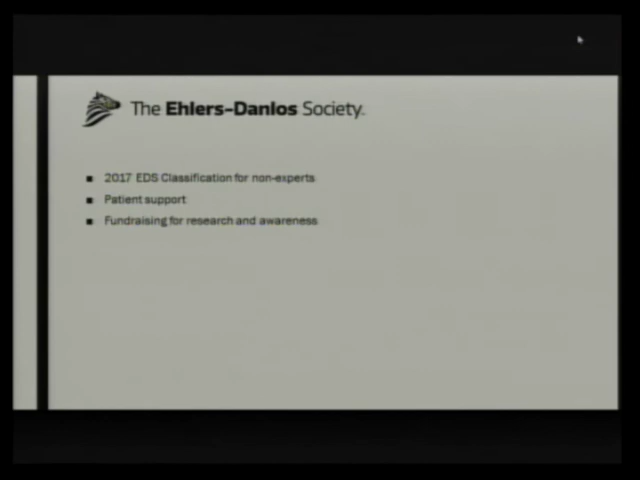 The Ehlers-Danlos Society.
2017 EDS Classification for non-experts
Patient support
Fundraising for research and awareness